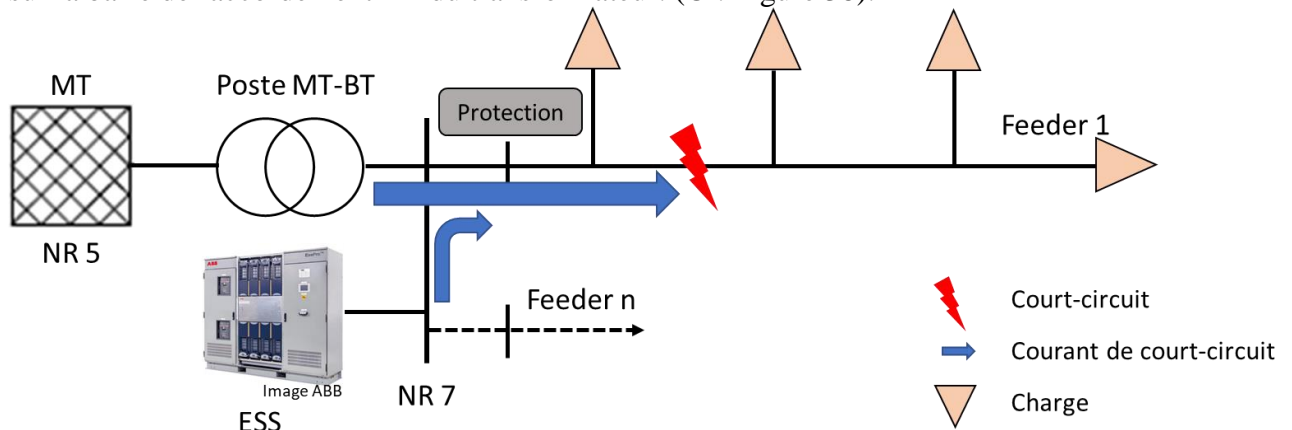 MT
Poste MT-BT
Protection
Feeder 1
NR 5
ABB
Feeder n
Image ABB
NR 7
ESS
Court-circuit
Courant de court-circuit
Charge